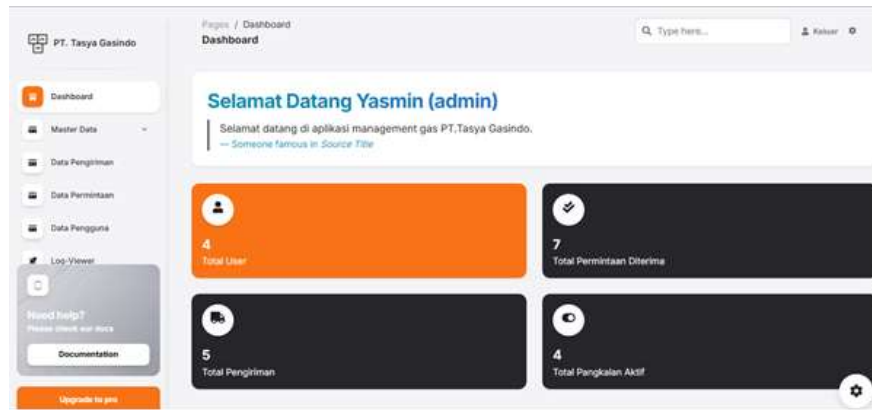 PT. Tasya Gasindo
Dashboard
Master Data
Data Pengiriman
Data Permintaan
Data Pengguna
Log-Viewer
Need help?
Please check our docs
Documentation
Upgrade to pro
Pages / Dashboard
Dashboard
Type here...
Keluar
Selamat Datang Yasmin (admin)
Selamat datang di aplikasi management gas PT.Tasya Gasindo.
— Someone famous in Source Title
4
Total User
7
Total Permintaan Diterima
5
Total Pengiriman
4
Total Pangkalan Aktif